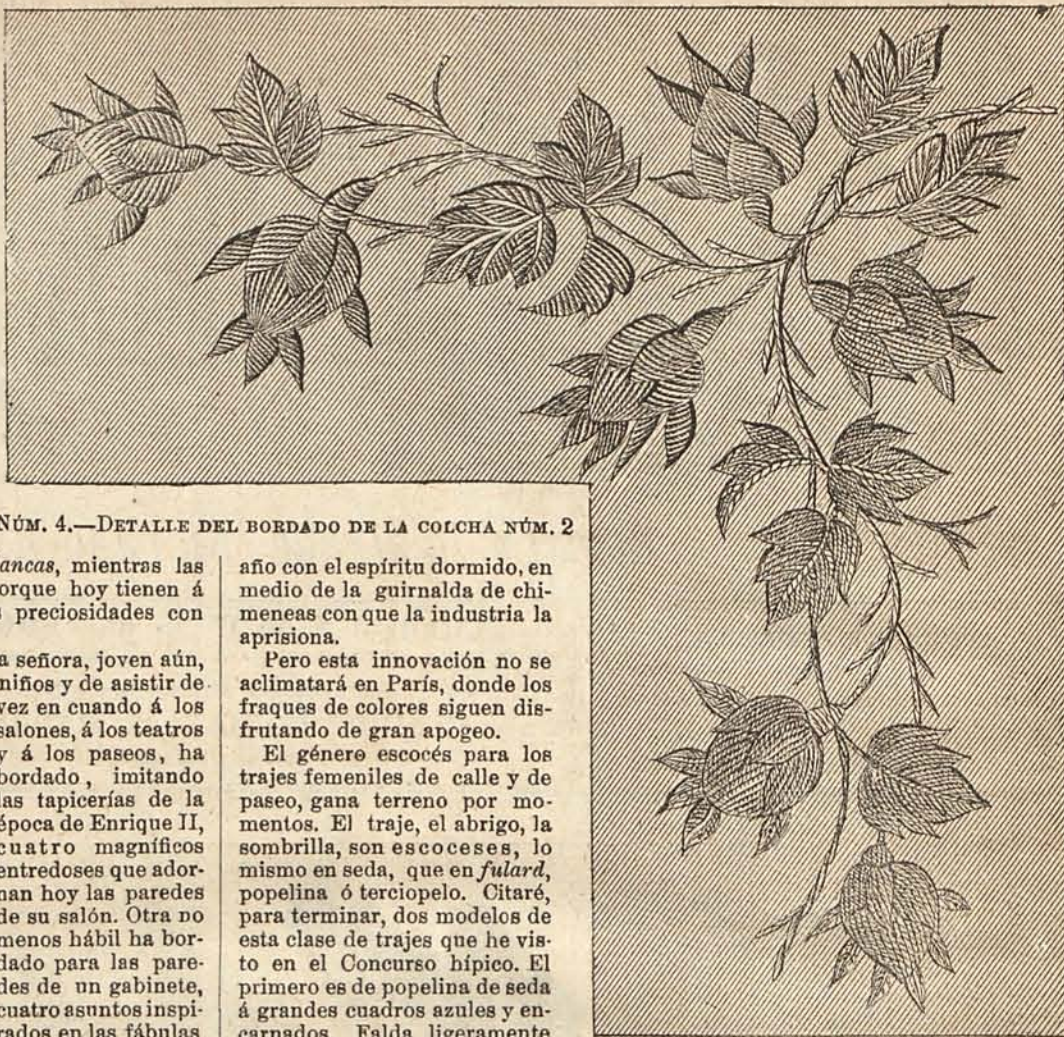 NÚM. 4.—DETALLE DEL BORDADO DE LA COLCHA NÚM. 2
ancas, mientras las
orque hoy tienen á
s preciosidades con
a señora, joven aún,
niños y de asistir de
vez en cuando á los
salones, á los teatros
y á los paseos, ha
bordado, imitando
las tapicerías de la
época de Enrique II,
cuatro magníficos
entredoses que ador-
nan hoy las paredes
de su salón. Otra no
menos hábil ha bor-
dado para las pare-
des de un gabinete,
cuatro asuntos inspi-
rados en las fábulas
año con el espíritu dormido, en
medio de la guirnalda de chi-
meneas con que la industria la
aprisiona.
Pero esta innovación no se
aclimatará en París, donde los
fraques de colores siguen dis-
frutando de gran apogeo.
El género escocés para los
trajes femeniles de calle y de
paseo, gana terreno por mo-
mentos. El traje, el abrigo, la
sombrilla, son escoceses, lo
mismo en seda, que en fulard,
popelina ó terciopelo. Citaré,
para terminar, dos modelos de
esta clase de trajes que he vis-
to en el Concurso hípico. El
primero es de popelina de seda
á grandes cuadros azules y en-
carnados. Falda ligeramente